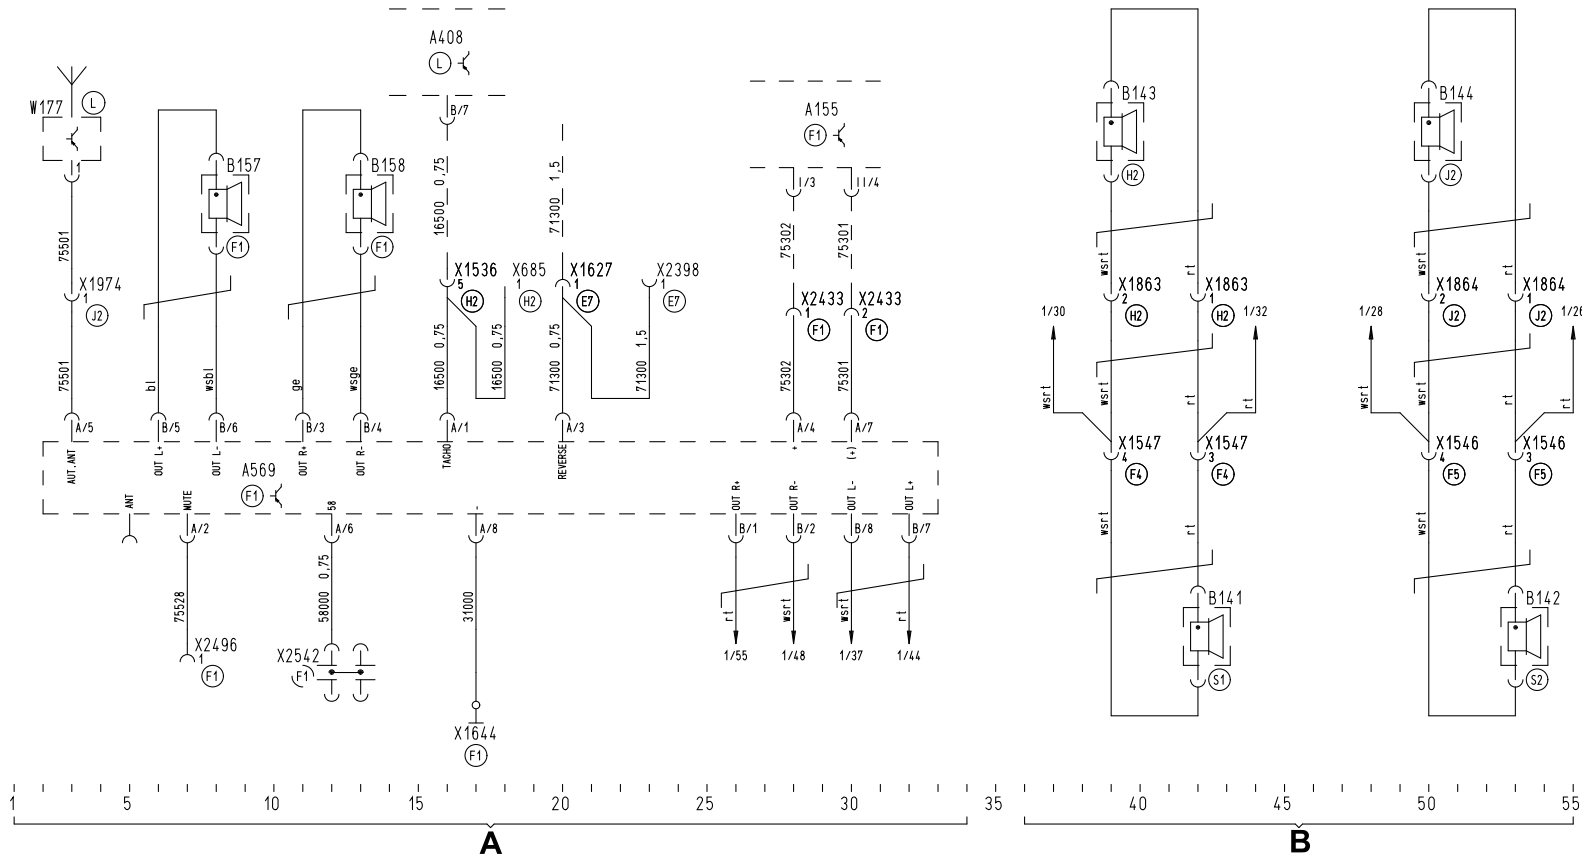 A408
L
B/7
W177
L
1
A155
F1
I/3
II/4
B157
F1
B158
F1
B143
H2
B144
J2
16500 0,75
71300 1,5
75302
75301
75501
X1974
1
J2
X1536
5
H2
X685
1
H2
X1627
1
E7
X2398
1
E7
X2433
1
F1
X2433
2
F1
wsrt
rt
wsrt
rt
X1863
2
H2
X1863
1
H2
X1864
2
J2
X1864
1
J2
1/30
1/32
1/28
1/26
75501
bl
wsbl
ge
wsge
16500 0,75
16500 0,75
71300 0,75
71300 1,5
75302
75301
wsrt
wsrt
rt
rt
wsrt
wsrt
rt
rt
A/5
B/5
B/6
B/3
B/4
A/1
A/3
A/4
A/7
AUT.ANT
OUT L+
OUT L-
OUT R+
OUT R-
TACHO
REVERSE
+
(+)
A569
F1
ANT
MUTE
58
-
OUT R+
OUT R-
OUT L-
OUT L+
A/2
A/6
A/8
B/1
B/2
B/8
B/7
X1547
4
F4
X1547
3
F4
X1546
4
F5
X1546
3
F5
wsrt
rt
wsrt
rt
75528
58000 0,75
31000
rt
wsrt
wsrt
rt
1/55
1/48
1/37
1/44
X2496
1
F1
X2542
F1
X1644
F1
B141
S1
B142
S2
1 5 10 15 20 25 30 35 40 45 50 55
A
B